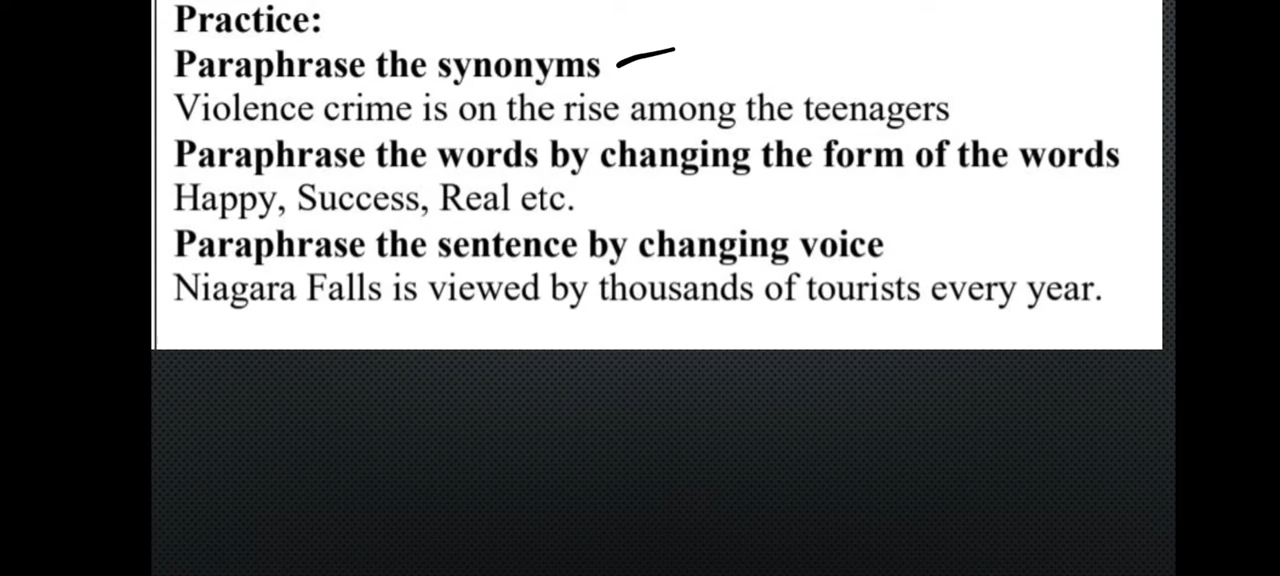 Practice:
Paraphrase the synonyms
Violence crime is on the rise among the teenagers
Paraphrase the words by changing the form of the words
Happy, Success, Real etc.
Paraphrase the sentence by changing voice
Niagara Falls is viewed by thousands of tourists every year.